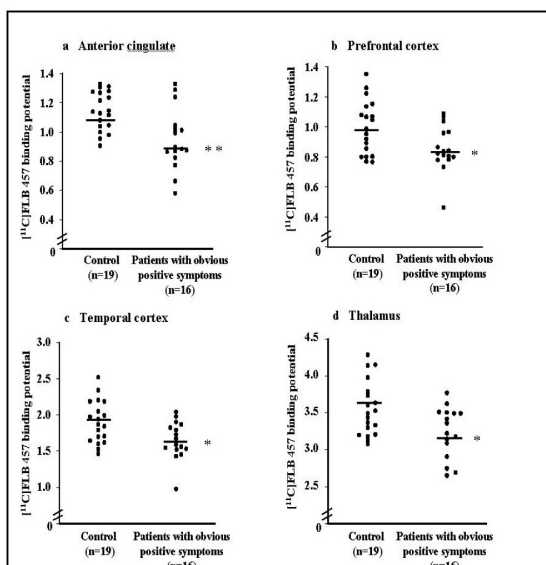 a Anterior cingulate
[¹¹C]FLB 457 binding potential
1.4
1.2
1.0
0.8
0.6
0.4
0
**
Control
(n=19)
Patients with obvious
positive symptoms
(n=16)
b Prefrontal cortex
[¹¹C]FLB 457 binding potential
1.4
1.2
1.0
0.8
0.6
0.4
0
*
Control
(n=19)
Patients with obvious
positive symptoms
(n=16)
c Temporal cortex
[¹¹C]FLB 457 binding potential
3.0
2.5
2.0
1.5
1.0
0
*
Control
(n=19)
Patients with obvious
positive symptoms
(n=16)
d Thalamus
[¹¹C]FLB 457 binding potential
4.5
4.0
3.5
3.0
2.5
0
*
Control
(n=19)
Patients with obvious
positive symptoms
(n=16)